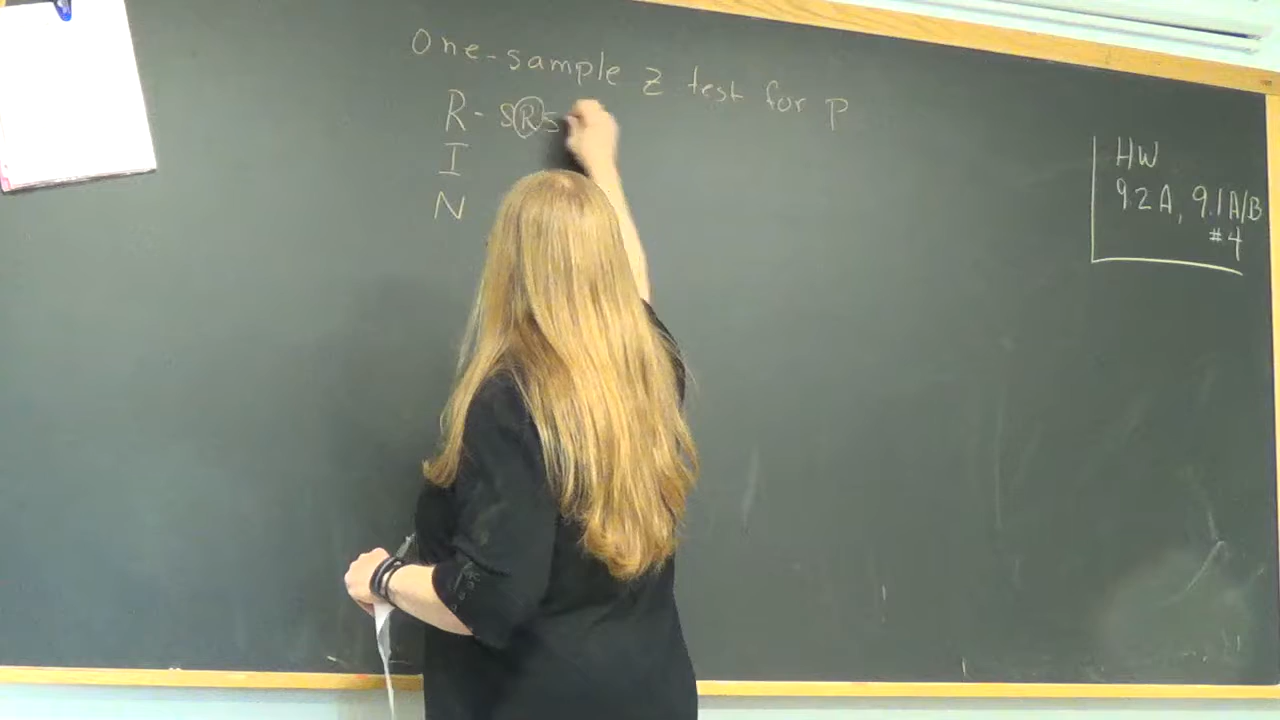 One-sample z test for p
R - SRS
I
N
HW
9.2A, 9.1A/B
#4